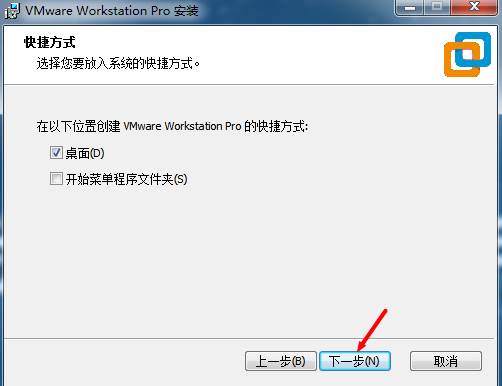 VMware Workstation Pro 安装
快捷方式
选择您要放入系统的快捷方式。
在以下位置创建 VMware Workstation Pro 的快捷方式:
桌面(D)
开始菜单程序文件夹(S)
上一步(B) 下一步(N) 取消